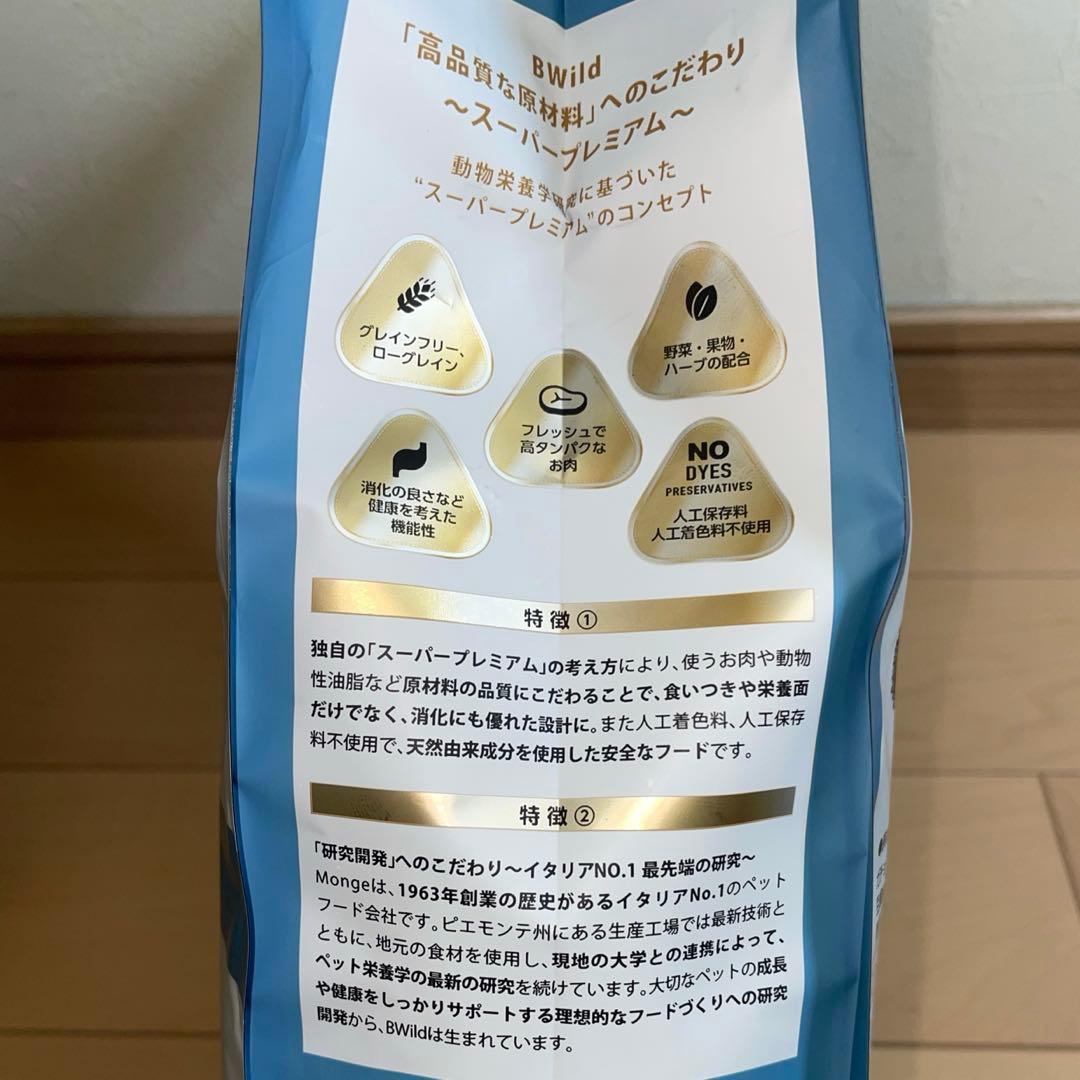 BWild
「高品質な原材料」へのこだわり
～スーパープレミアム～
動物栄養学研究に基づいた
“スーパープレミアム”のコンセプト
グレインフリー、
ローグレイン
野菜・果物・
ハーブの配合
フレッシュで
高タンパクな
お肉
消化の良さなど
健康を考えた
機能性
NO
DYES
PRESERVATIVES
人工保存料
人工着色料不使用
特徴①
独自の「スーパープレミアム」の考え方により、使うお肉や動物
性油脂など原材料の品質にこだわることで、食いつきや栄養面
だけでなく、消化にも優れた設計に。また人工着色料、人工保存
料不使用で、天然由来成分を使用した安全なフードです。
特徴②
「研究開発」へのこだわり～イタリアNO.1 最先端の研究～
Mongeは、1963年創業の歴史があるイタリアNo.1のペット
フード会社です。ピエモンテ州にある生産工場では最新技術と
ともに、地元の食材を使用し、現地の大学との連携によって、
ペット栄養学の最新の研究を続けています。大切なペットの成長
や健康をしっかりサポートする理想的なフードづくりへの研究
開発から、BWildは生まれています。